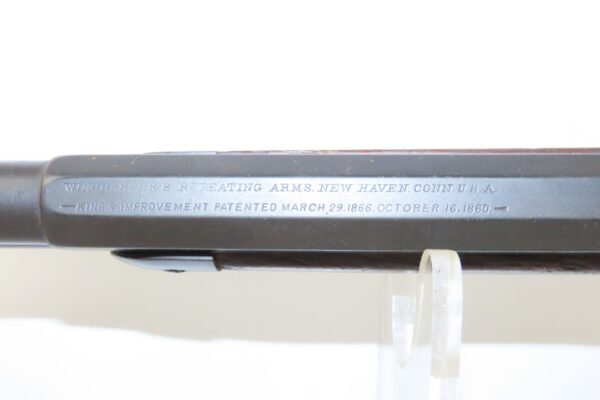 WINCHESTER'S REPEATING ARMS. NEW HAVEN. CONN. U.S.A.
KING'S IMPROVEMENT PATENTED MARCH 29.1866. OCTOBER 16.1860.